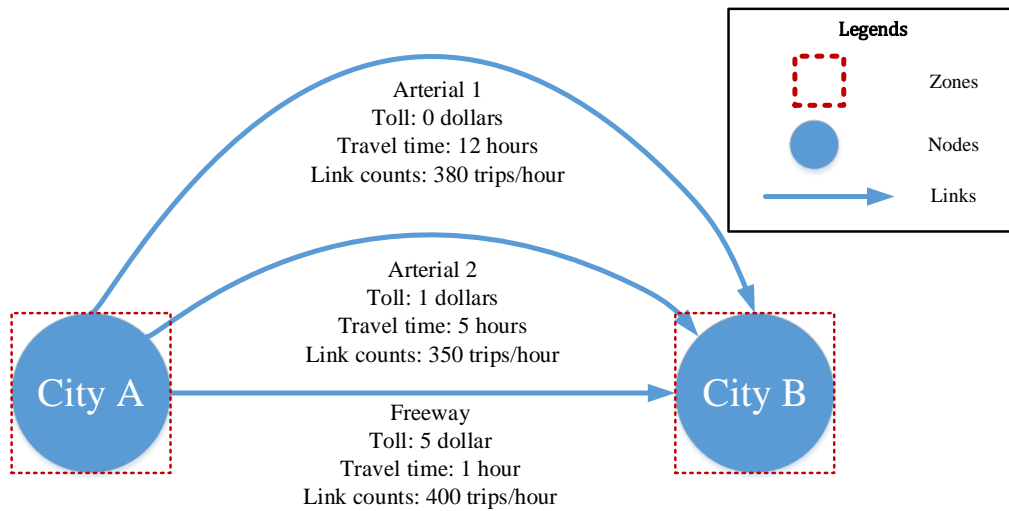 Legends
Zones
Nodes
Links
Arterial 1
Toll: 0 dollars
Travel time: 12 hours
Link counts: 380 trips/hour
Arterial 2
Toll: 1 dollars
Travel time: 5 hours
Link counts: 350 trips/hour
City A
City B
Freeway
Toll: 5 dollar
Travel time: 1 hour
Link counts: 400 trips/hour